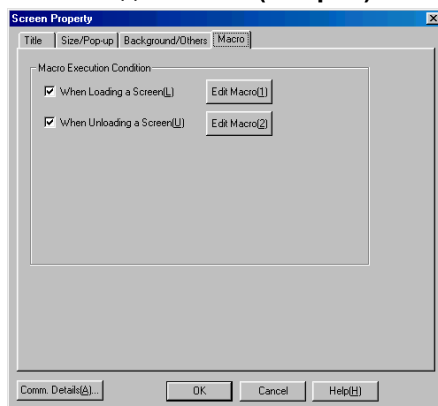 Screen Property
Title Size/Pop-up Background/Others Macro
Macro Execution Condition
When Loading a Screen(L) Edit Macro(1)
When Unloading a Screen(U) Edit Macro(2)
Comm. Details(A)... OK Cancel Help(H)